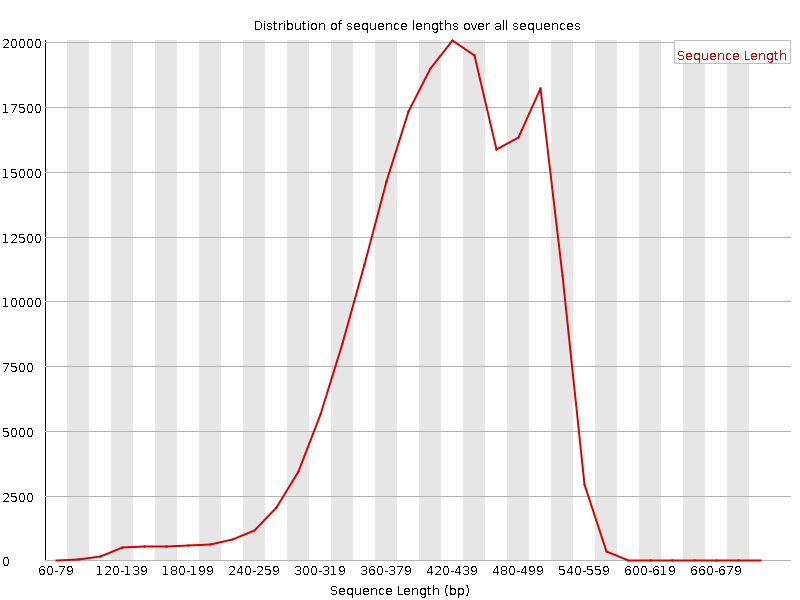 Distribution of sequence lengths over all sequences
Sequence Length
20000
17500
15000
12500
10000
7500
5000
2500
0
60-79 120-139 180-199 240-259 300-319 360-379 420-439 480-499 540-559 600-619 660-679
Sequence Length (bp)